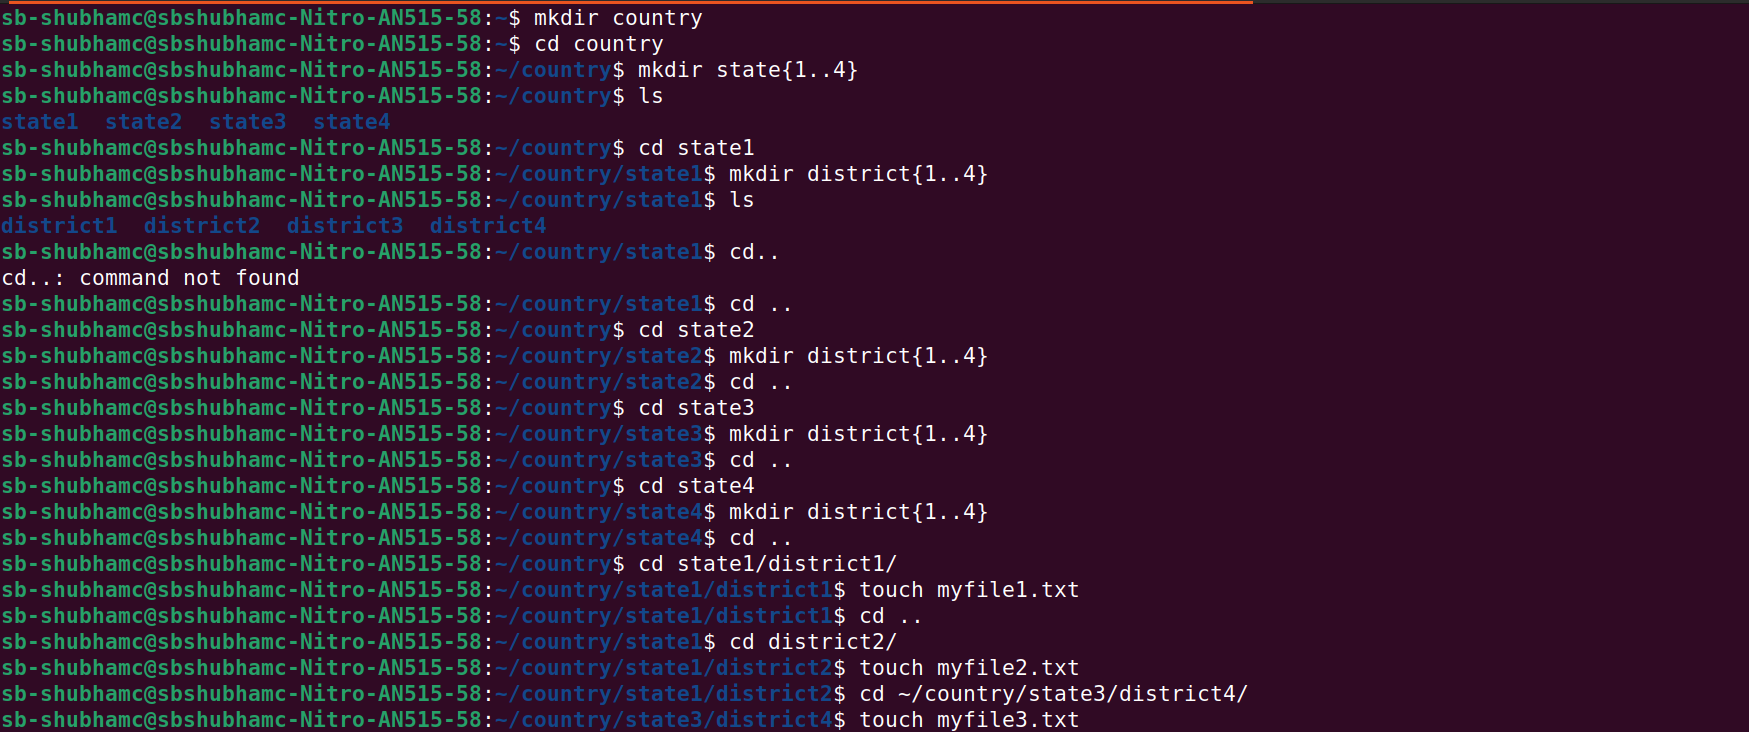 sb-shubhamc@sbshubhamc-Nitro-AN515-58:~$ mkdir country
sb-shubhamc@sbshubhamc-Nitro-AN515-58:~$ cd country
sb-shubhamc@sbshubhamc-Nitro-AN515-58:~/country$ mkdir state{1..4}
sb-shubhamc@sbshubhamc-Nitro-AN515-58:~/country$ ls
state1  state2  state3  state4
sb-shubhamc@sbshubhamc-Nitro-AN515-58:~/country$ cd state1
sb-shubhamc@sbshubhamc-Nitro-AN515-58:~/country/state1$ mkdir district{1..4}
sb-shubhamc@sbshubhamc-Nitro-AN515-58:~/country/state1$ ls
district1  district2  district3  district4
sb-shubhamc@sbshubhamc-Nitro-AN515-58:~/country/state1$ cd..
cd..: command not found
sb-shubhamc@sbshubhamc-Nitro-AN515-58:~/country/state1$ cd ..
sb-shubhamc@sbshubhamc-Nitro-AN515-58:~/country$ cd state2
sb-shubhamc@sbshubhamc-Nitro-AN515-58:~/country/state2$ mkdir district{1..4}
sb-shubhamc@sbshubhamc-Nitro-AN515-58:~/country/state2$ cd ..
sb-shubhamc@sbshubhamc-Nitro-AN515-58:~/country$ cd state3
sb-shubhamc@sbshubhamc-Nitro-AN515-58:~/country/state3$ mkdir district{1..4}
sb-shubhamc@sbshubhamc-Nitro-AN515-58:~/country/state3$ cd ..
sb-shubhamc@sbshubhamc-Nitro-AN515-58:~/country$ cd state4
sb-shubhamc@sbshubhamc-Nitro-AN515-58:~/country/state4$ mkdir district{1..4}
sb-shubhamc@sbshubhamc-Nitro-AN515-58:~/country/state4$ cd ..
sb-shubhamc@sbshubhamc-Nitro-AN515-58:~/country$ cd state1/district1/
sb-shubhamc@sbshubhamc-Nitro-AN515-58:~/country/state1/district1$ touch myfile1.txt
sb-shubhamc@sbshubhamc-Nitro-AN515-58:~/country/state1/district1$ cd ..
sb-shubhamc@sbshubhamc-Nitro-AN515-58:~/country/state1$ cd district2/
sb-shubhamc@sbshubhamc-Nitro-AN515-58:~/country/state1/district2$ touch myfile2.txt
sb-shubhamc@sbshubhamc-Nitro-AN515-58:~/country/state1/district2$ cd ~/country/state3/district4/
sb-shubhamc@sbshubhamc-Nitro-AN515-58:~/country/state3/district4$ touch myfile3.txt